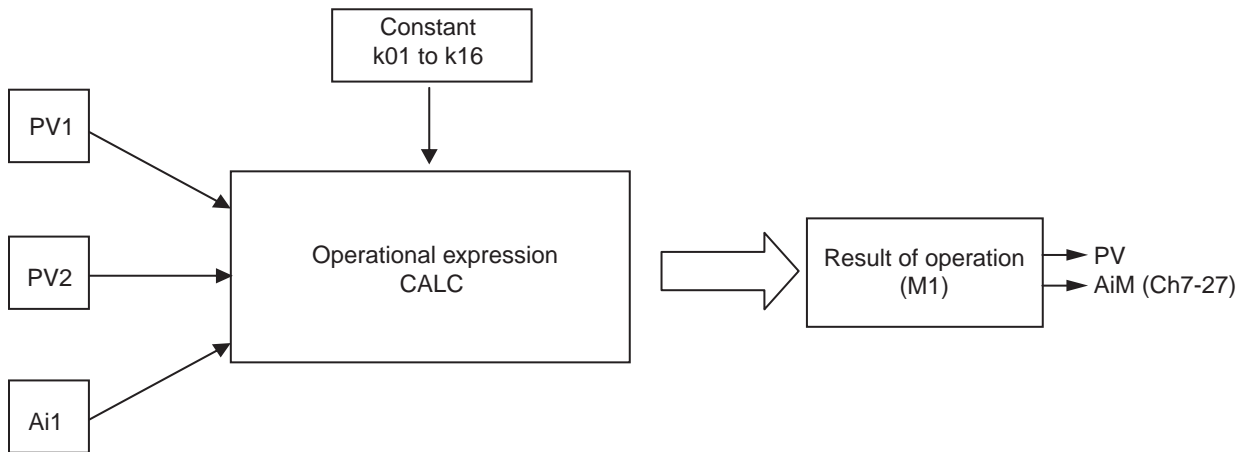 Constant
k01 to k16
PV1
PV2
Ai1
Operational expression
CALC
Result of operation
(M1)
PV
AiM (Ch7-27)